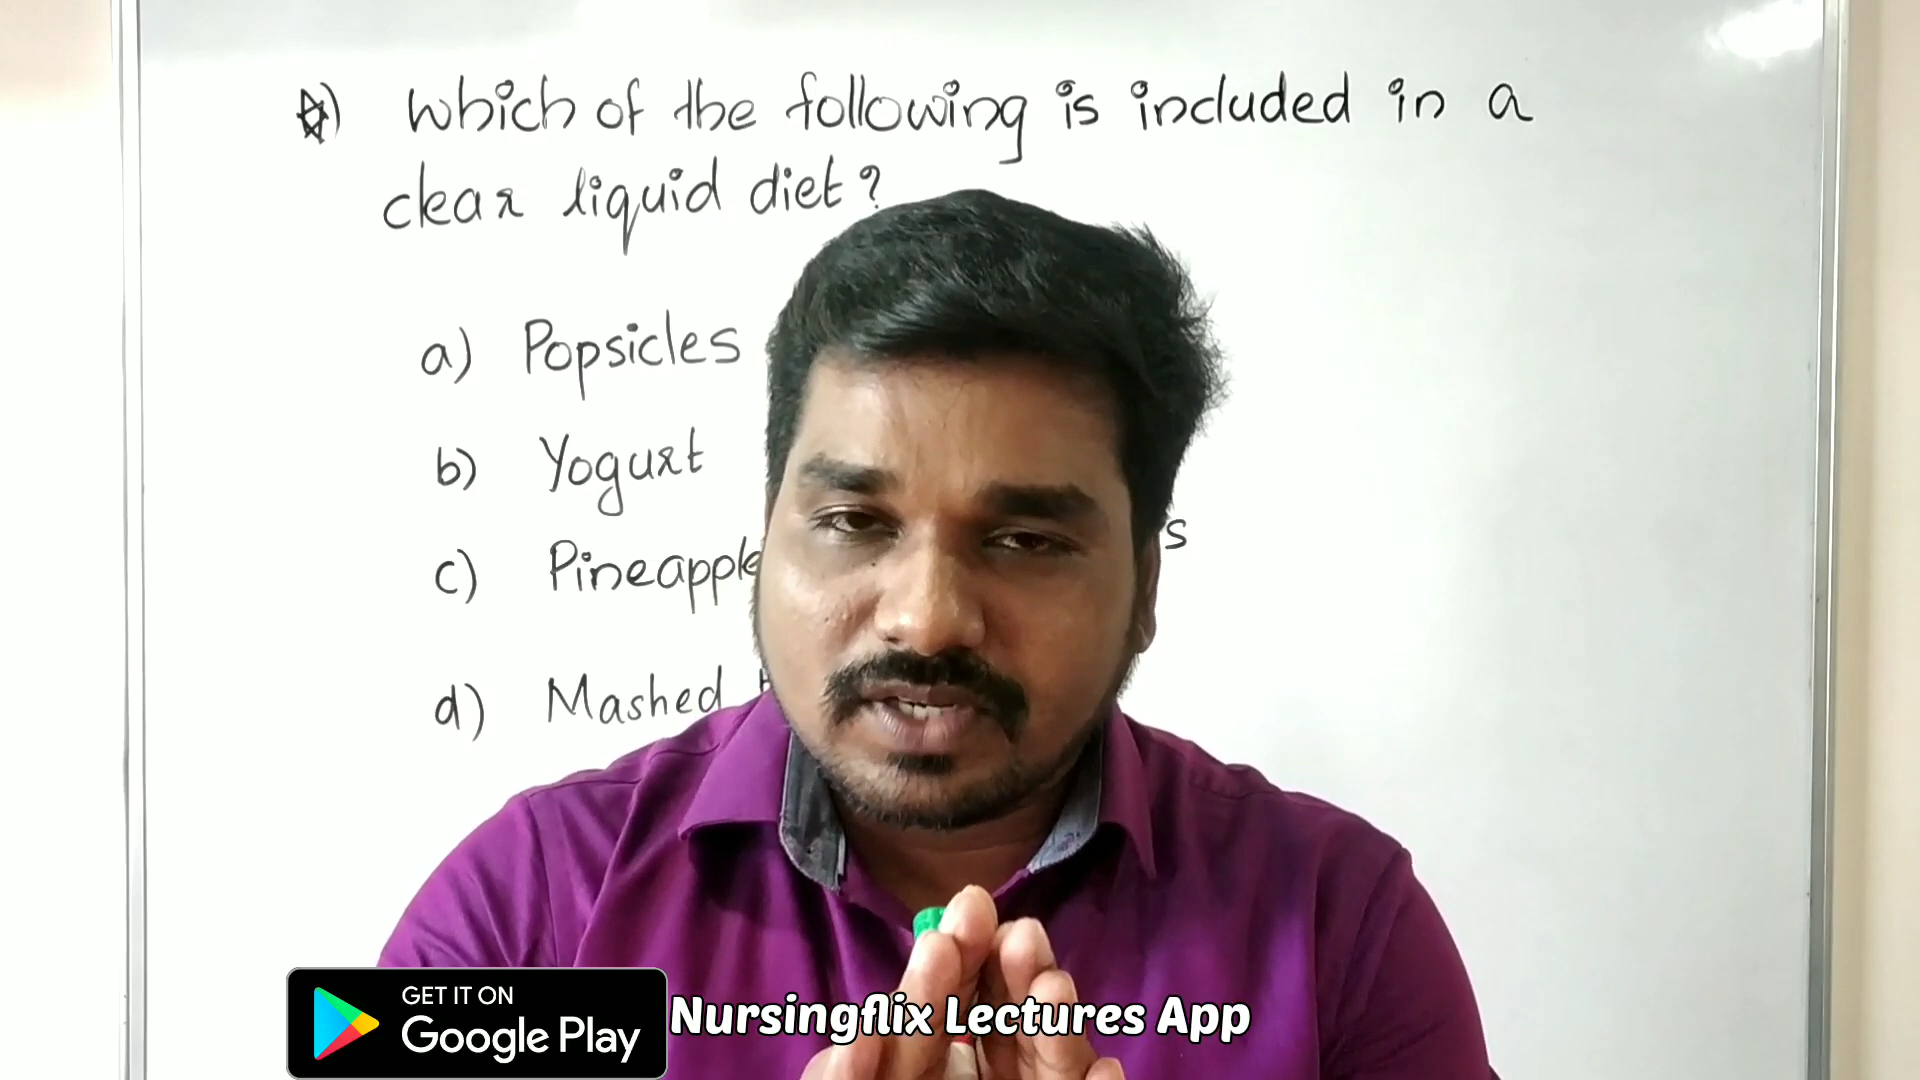 which of the following is included in a
clear liquid diet?
a) Popsicles
b) Yogurt
c) Pineapple
d) Mashed
GET IT ON
Google Play
Nursingflix Lectures App